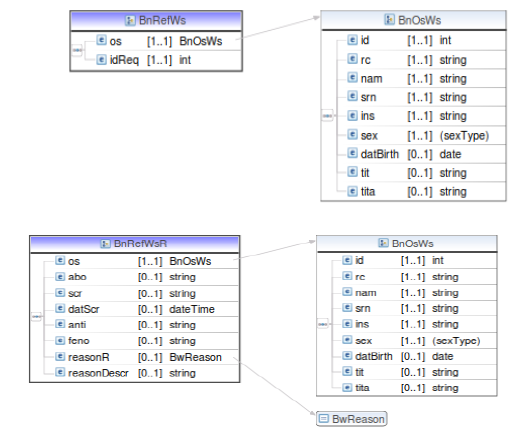 BnRefWs
os [1..1] BnOsWs
idReq [1..1] int
BnOsWs
id [1..1] int
rc [1..1] string
nam [1..1] string
srn [1..1] string
ins [1..1] string
sex [1..1] (sexType)
datBirth [0..1] date
tit [0..1] string
tita [0..1] string
BnRefWsR
os [1..1] BnOsWs
abo [0..1] string
scr [0..1] string
datScr [0..1] dateTime
anti [0..1] string
feno [0..1] string
reasonR [0..1] BwReason
reasonDescr [0..1] string
BnOsWs
id [1..1] int
rc [1..1] string
nam [1..1] string
srn [1..1] string
ins [1..1] string
sex [1..1] (sexType)
datBirth [0..1] date
tit [0..1] string
tita [0..1] string
BwReason